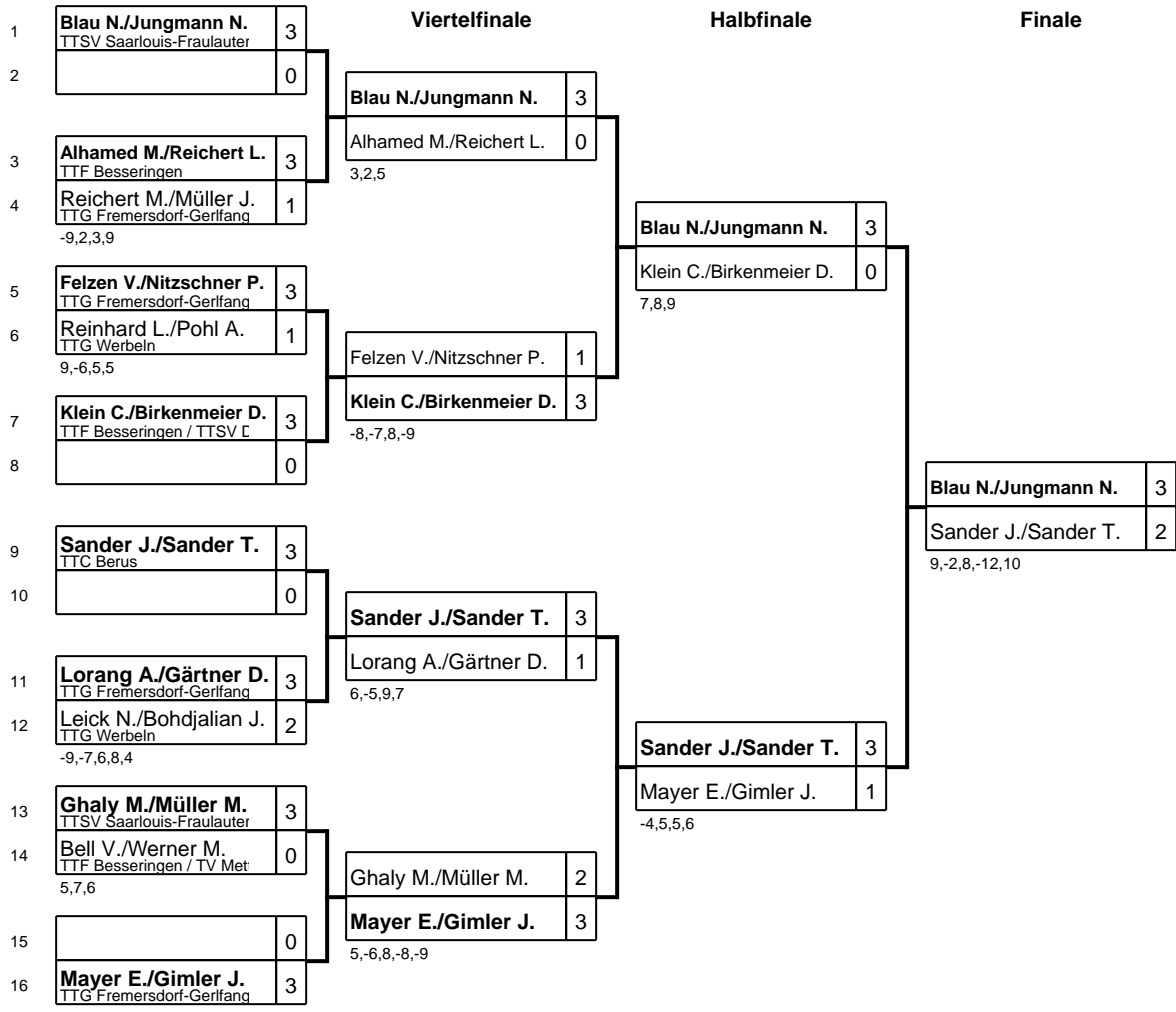 Viertelfinale
Halbfinale
Finale
1
Blau N./Jungmann N.
3
TTSV Saarlouis-Fraulauter
2
0
3
Alhamed M./Reichert L.
3
TTF Besseringen
4
Reichert M./Müller J.
1
TTG Fremersdorf-Gerlfang
-9,2,3,9
5
Felzen V./Nitzschner P.
3
TTG Fremersdorf-Gerlfang
6
Reinhard L./Pohl A.
1
TTG Werbeln
9,-6,5,5
7
Klein C./Birkenmeier D.
3
TTF Besseringen / TTSV D
8
0
9
Sander J./Sander T.
3
TTC Berus
10
0
11
Lorang A./Gärtner D.
3
TTG Fremersdorf-Gerlfang
12
Leick N./Bohdjalian J.
2
TTG Werbeln
-9,-7,6,8,4
13
Ghaly M./Müller M.
3
TTSV Saarlouis-Fraulauter
14
Bell V./Werner M.
0
TTF Besseringen / TV Met
5,7,6
15
0
16
Mayer E./Gimler J.
3
TTG Fremersdorf-Gerlfang
Blau N./Jungmann N.
3
Alhamed M./Reichert L.
0
3,2,5
Felzen V./Nitzschner P.
1
Klein C./Birkenmeier D.
3
-8,-7,8,-9
Sander J./Sander T.
3
Lorang A./Gärtner D.
1
6,-5,9,7
Ghaly M./Müller M.
2
Mayer E./Gimler J.
3
5,-6,8,-8,-9
Blau N./Jungmann N.
3
Klein C./Birkenmeier D.
0
7,8,9
Sander J./Sander T.
3
Mayer E./Gimler J.
1
-4,5,5,6
Blau N./Jungmann N.
3
Sander J./Sander T.
2
9,-2,8,-12,10